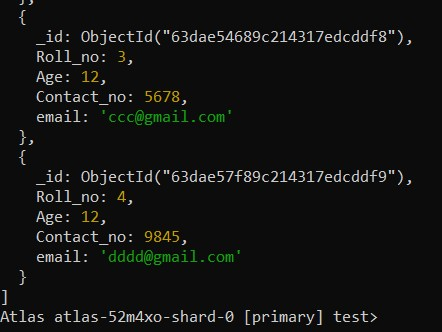 },
{
_id: ObjectId("63dae54689c214317edcddf8"),
Roll_no: 3,
Age: 12,
Contact_no: 5678,
email: 'ccc@gmail.com'
},
{
_id: ObjectId("63dae57f89c214317edcddf9"),
Roll_no: 4,
Age: 12,
Contact_no: 9845,
email: 'dddd@gmail.com'
}
]
Atlas atlas-52m4xo-shard-0 [primary] test>